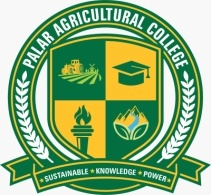 PALAR AGRICULTURAL COLLEGE
SUSTAINABLE • KNOWLEDGE • POWER